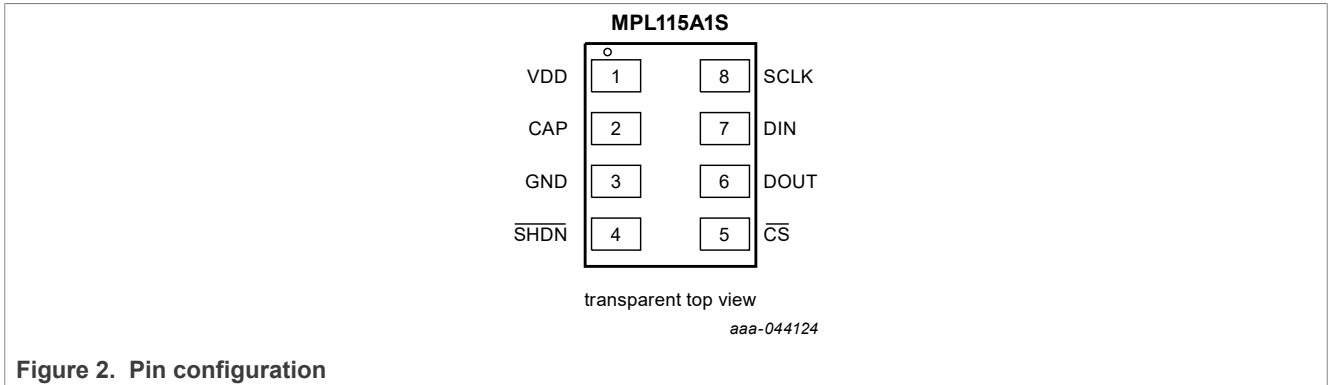 MPL115A1S
VDD 1 8 SCLK
CAP 2 7 DIN
GND 3 6 DOUT
SHDN 4 5 CS
transparent top view
aaa-044124
Figure 2. Pin configuration